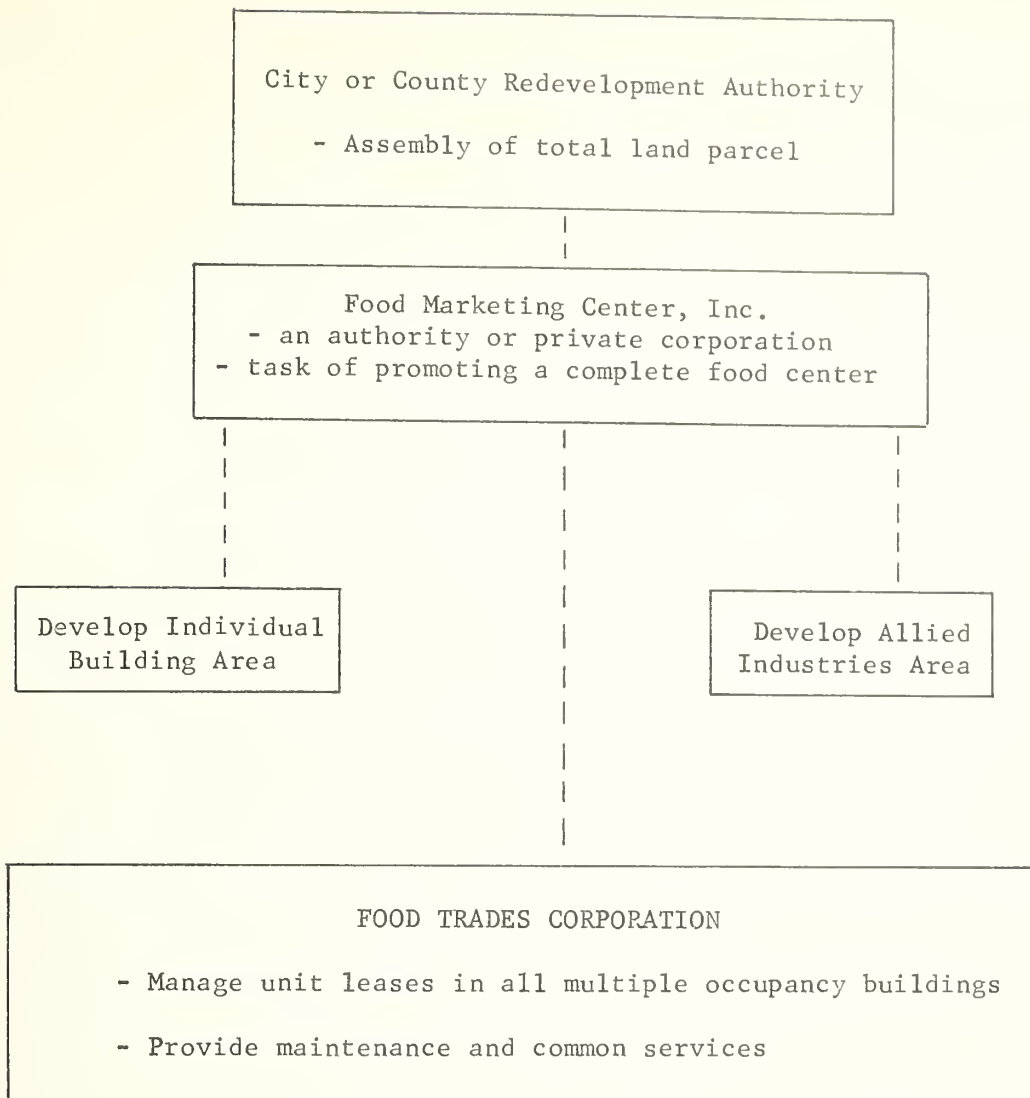 City or County Redevelopment Authority
- Assembly of total land parcel
Food Marketing Center, Inc.
- an authority or private corporation
- task of promoting a complete food center
Develop Individual
Building Area
Develop Allied
Industries Area
FOOD TRADES CORPORATION
- Manage unit leases in all multiple occupancy buildings
- Provide maintenance and common services